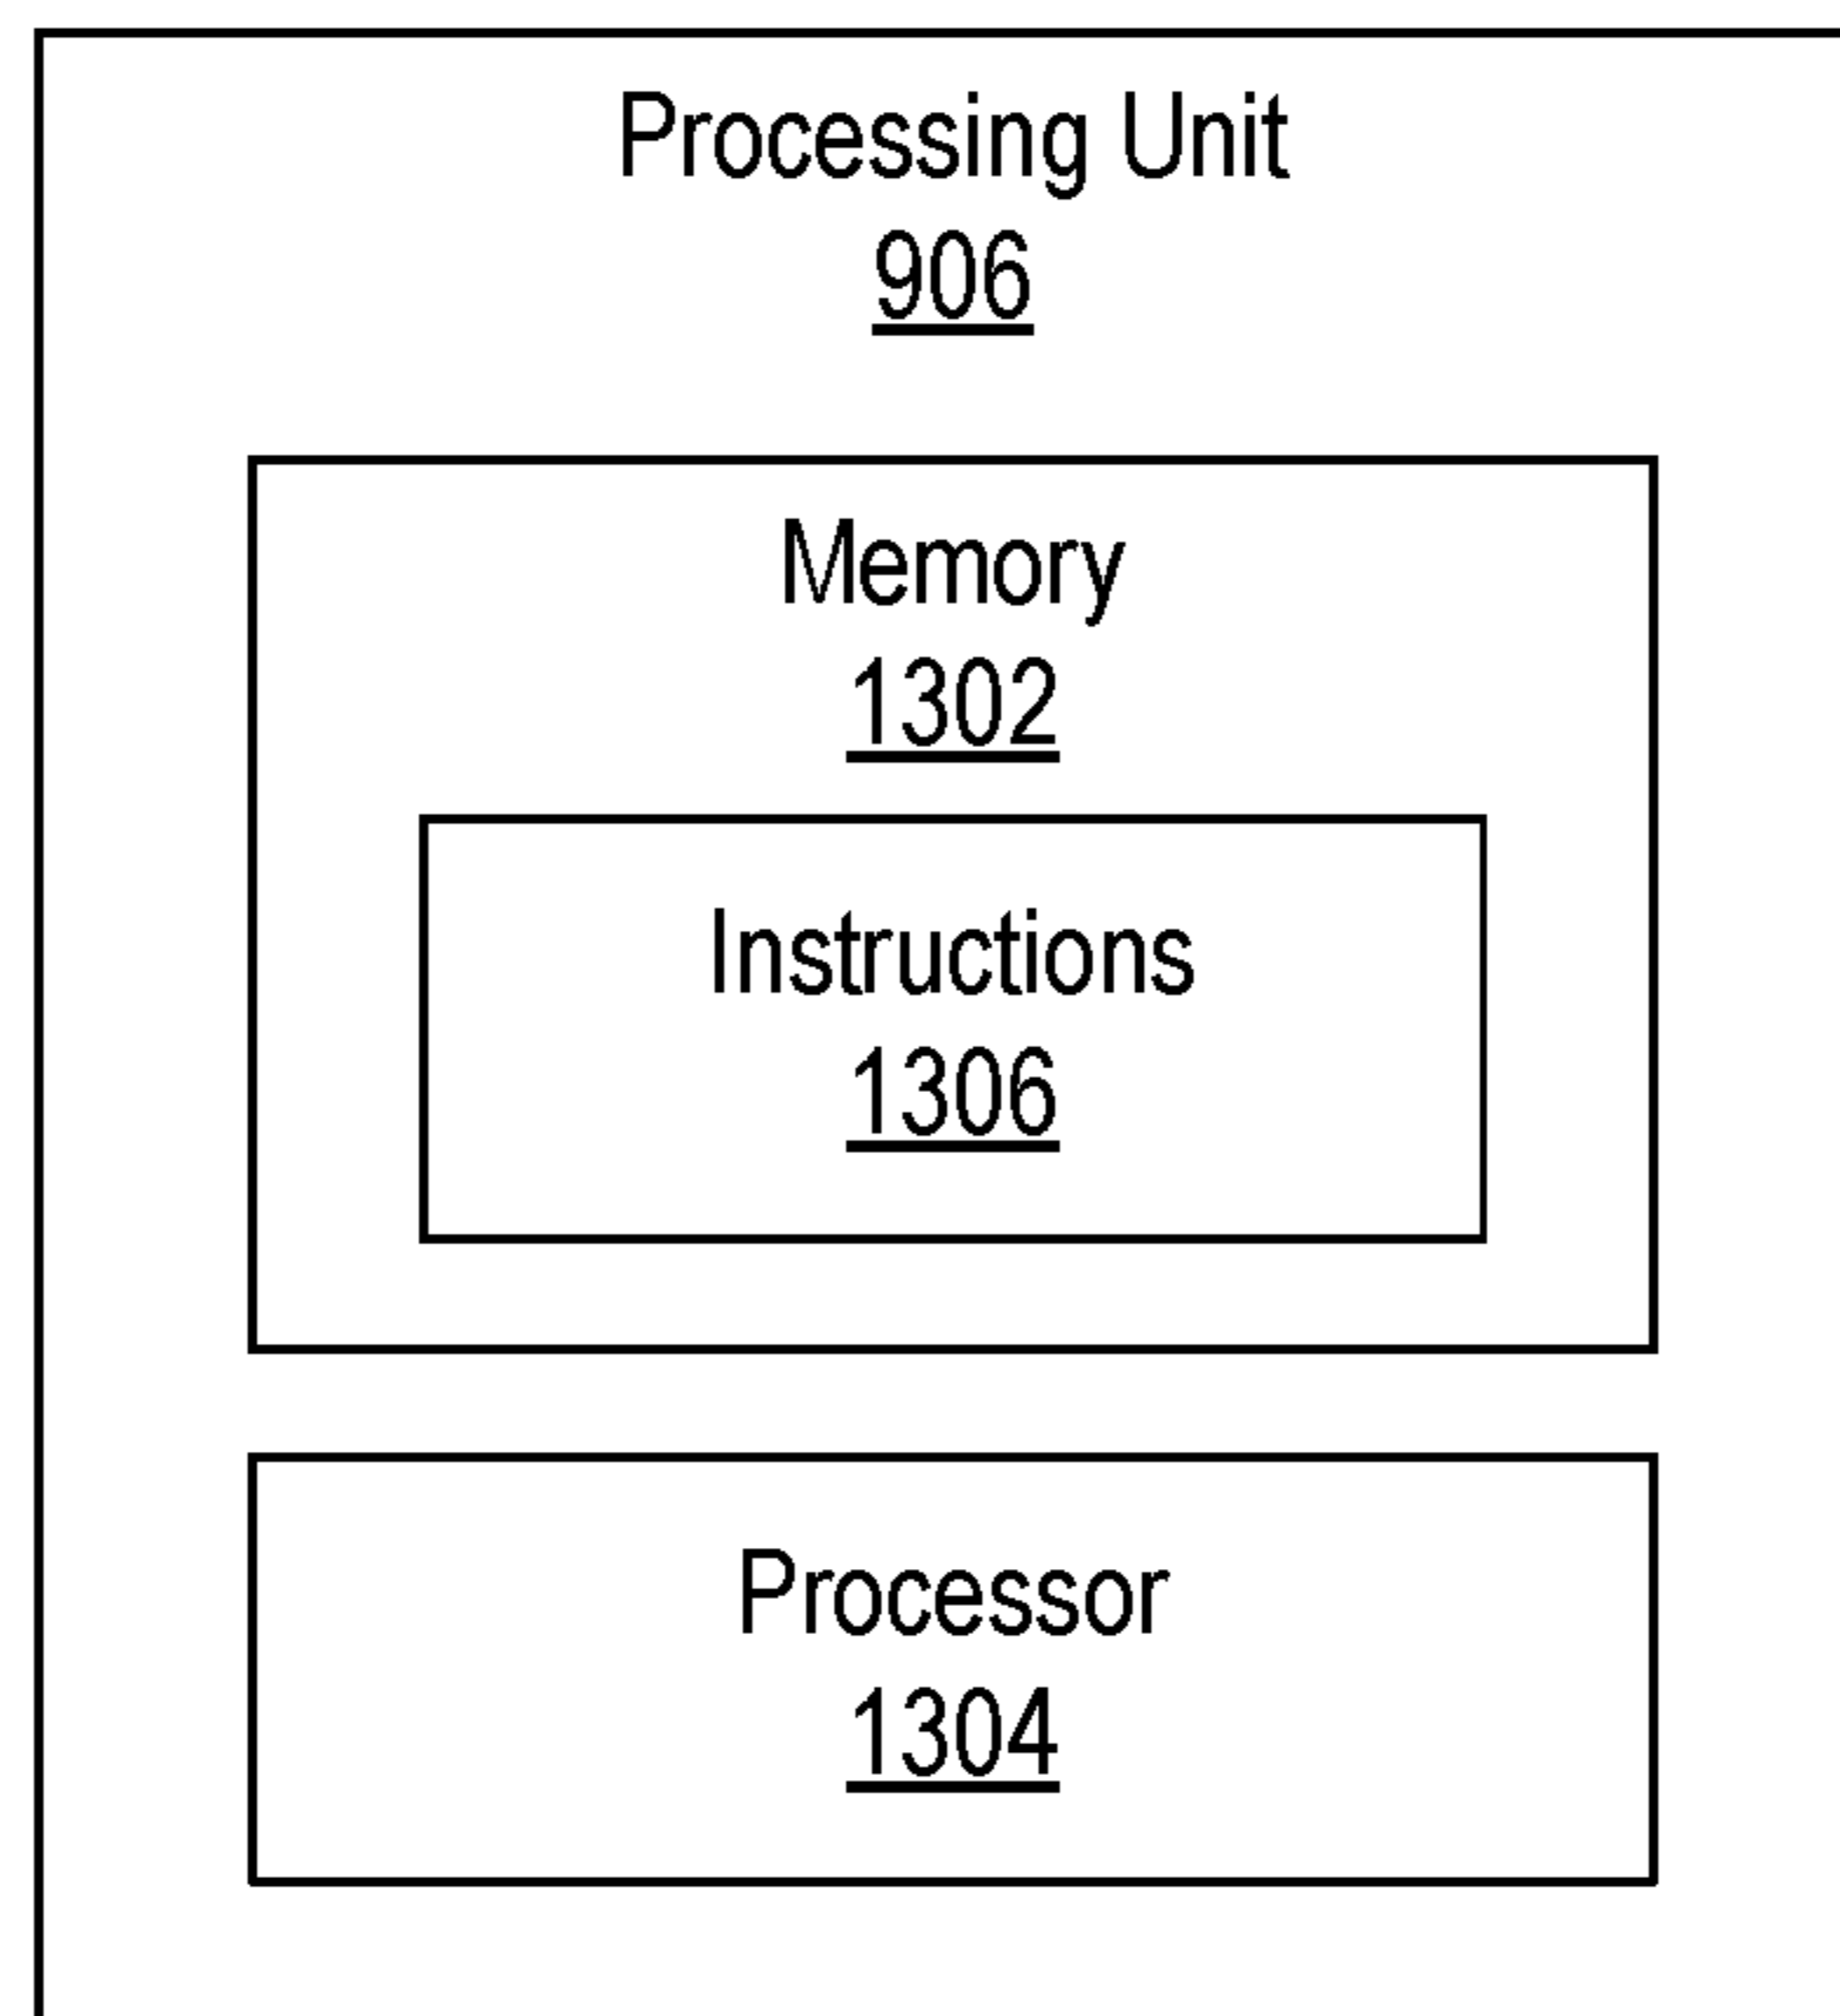 Processing Unit
906
Memory
1302
Instructions
1306
Processor
1304